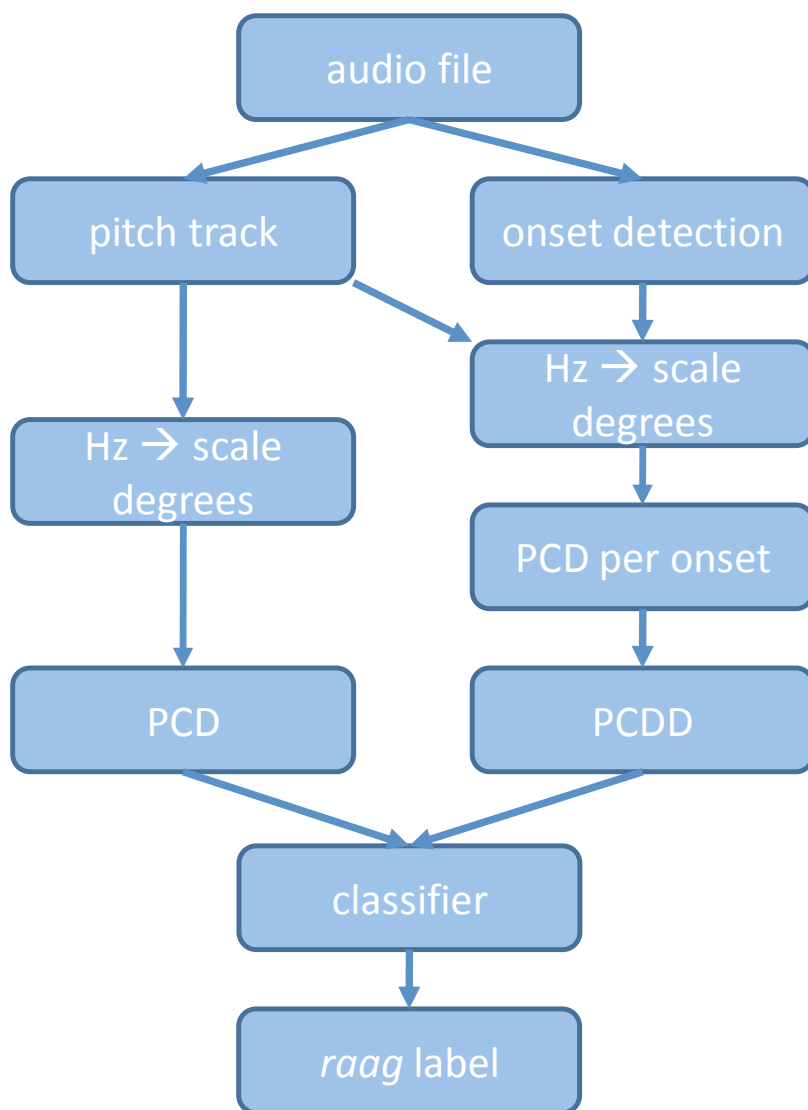 audio file
pitch track
onset detection
Hz → scale
degrees
Hz → scale
degrees
PCD per onset
PCD
PCDD
classifier
raag label